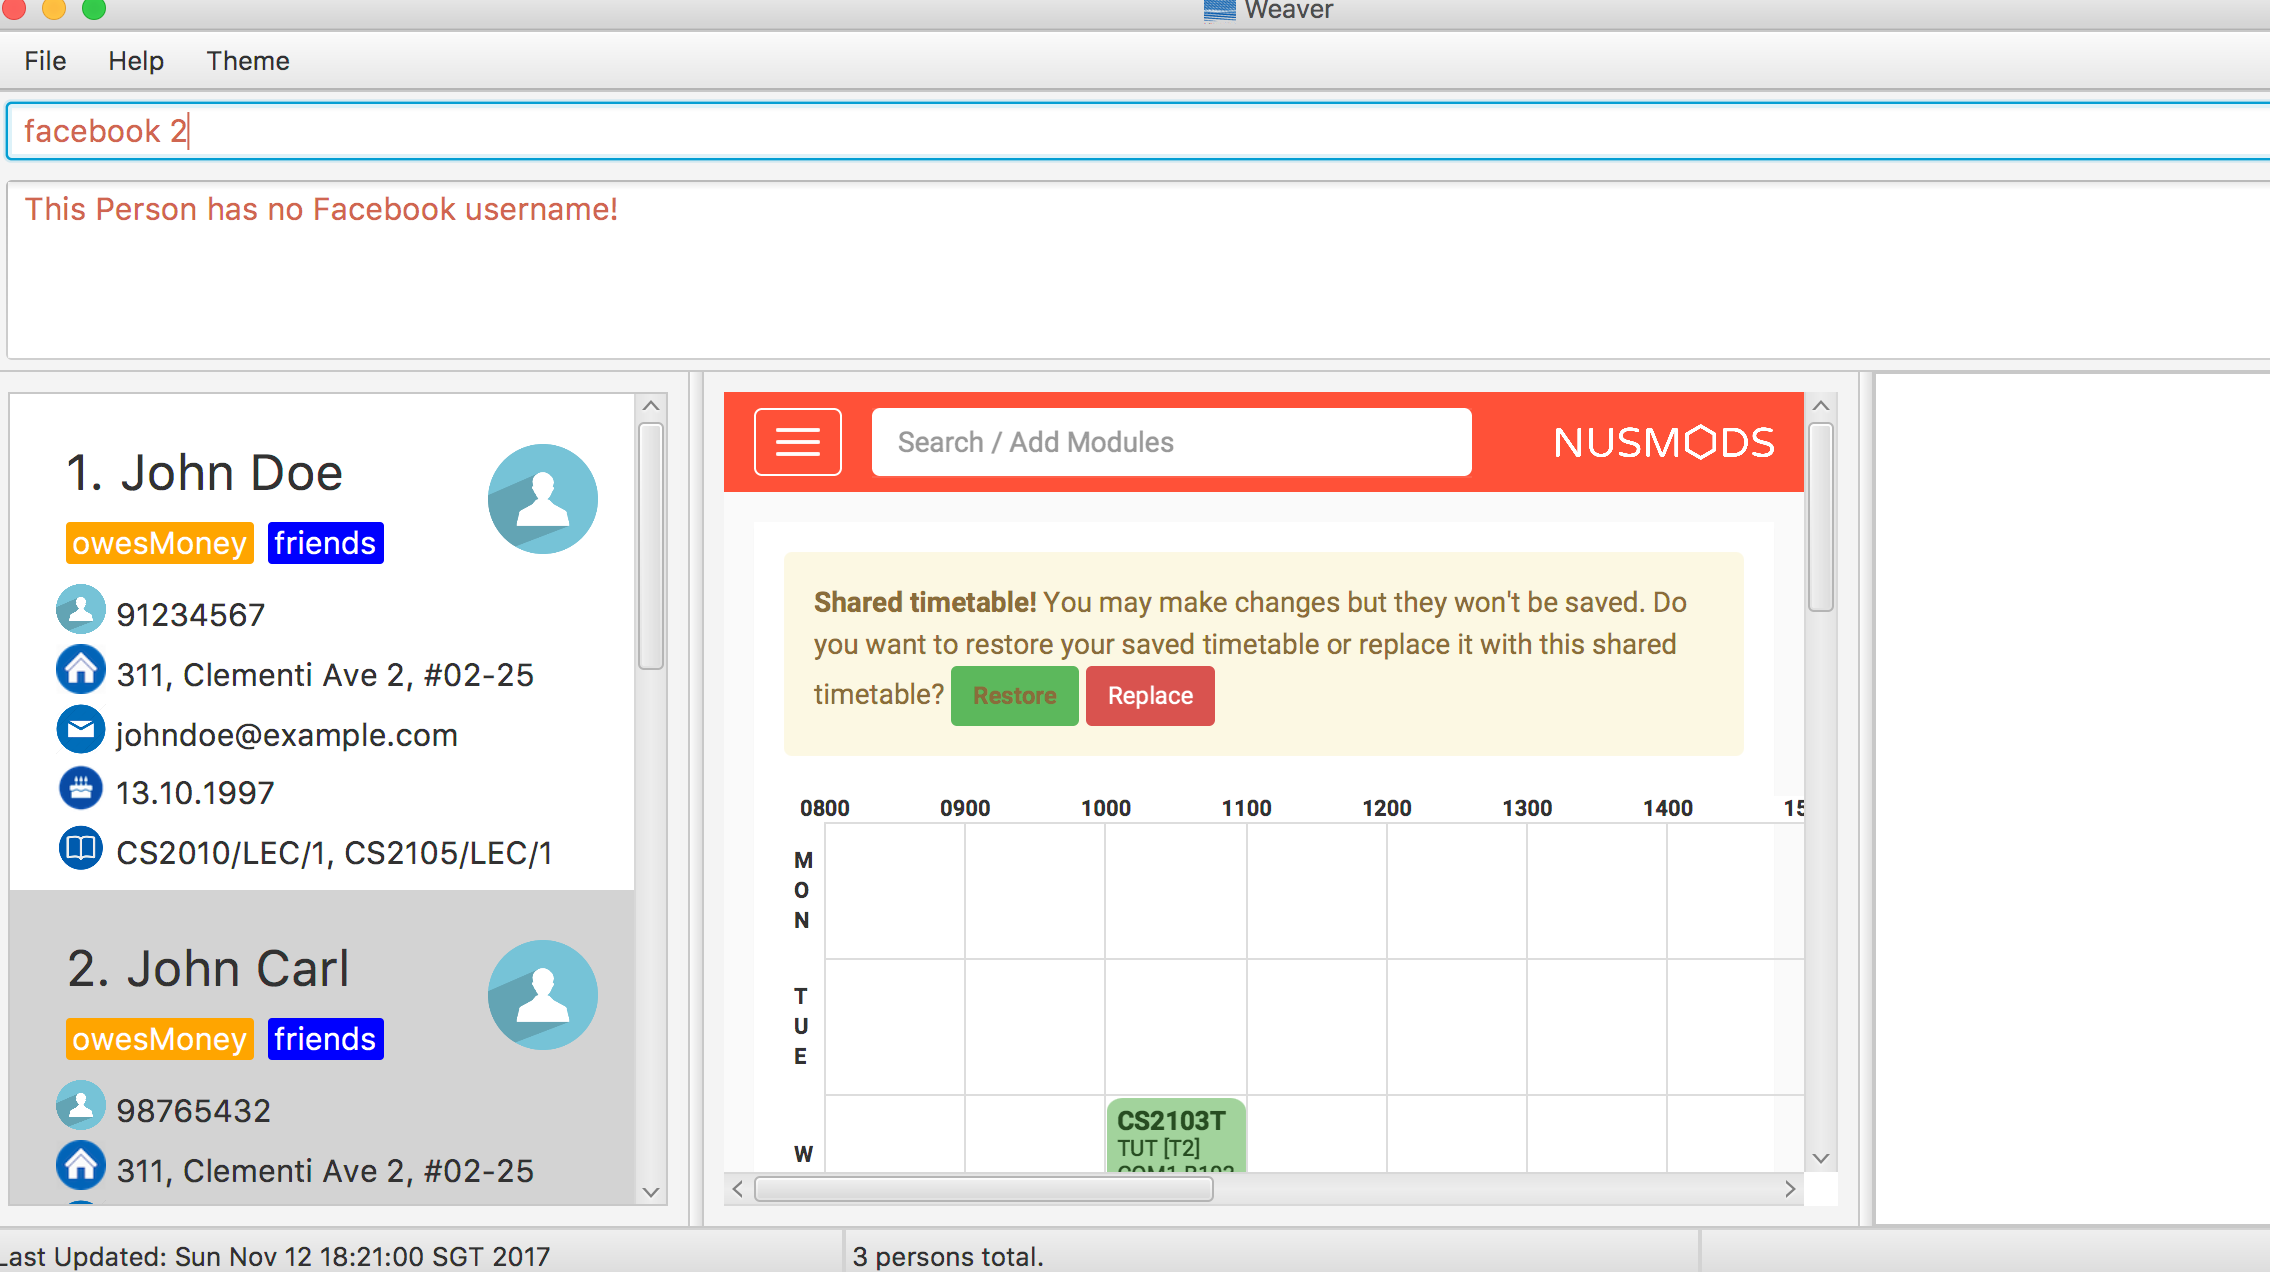 Weaver
File Help Theme
facebook 2
This Person has no Facebook username!
1. John Doe
owesMoney friends
91234567
311, Clementi Ave 2, #02-25
johndoe@example.com
13.10.1997
CS2010/LEC/1, CS2105/LEC/1
2. John Carl
owesMoney friends
98765432
311, Clementi Ave 2, #02-25
Search / Add Modules
NUSMODS
Shared timetable! You may make changes but they won't be saved. Do
you want to restore your saved timetable or replace it with this shared
timetable? Restore Replace
0800 0900 1000 1100 1200 1300 1400 15
MON
TUE
W
CS2103T
TUT [T2]
Last Updated: Sun Nov 12 18:21:00 SGT 2017
3 persons total.